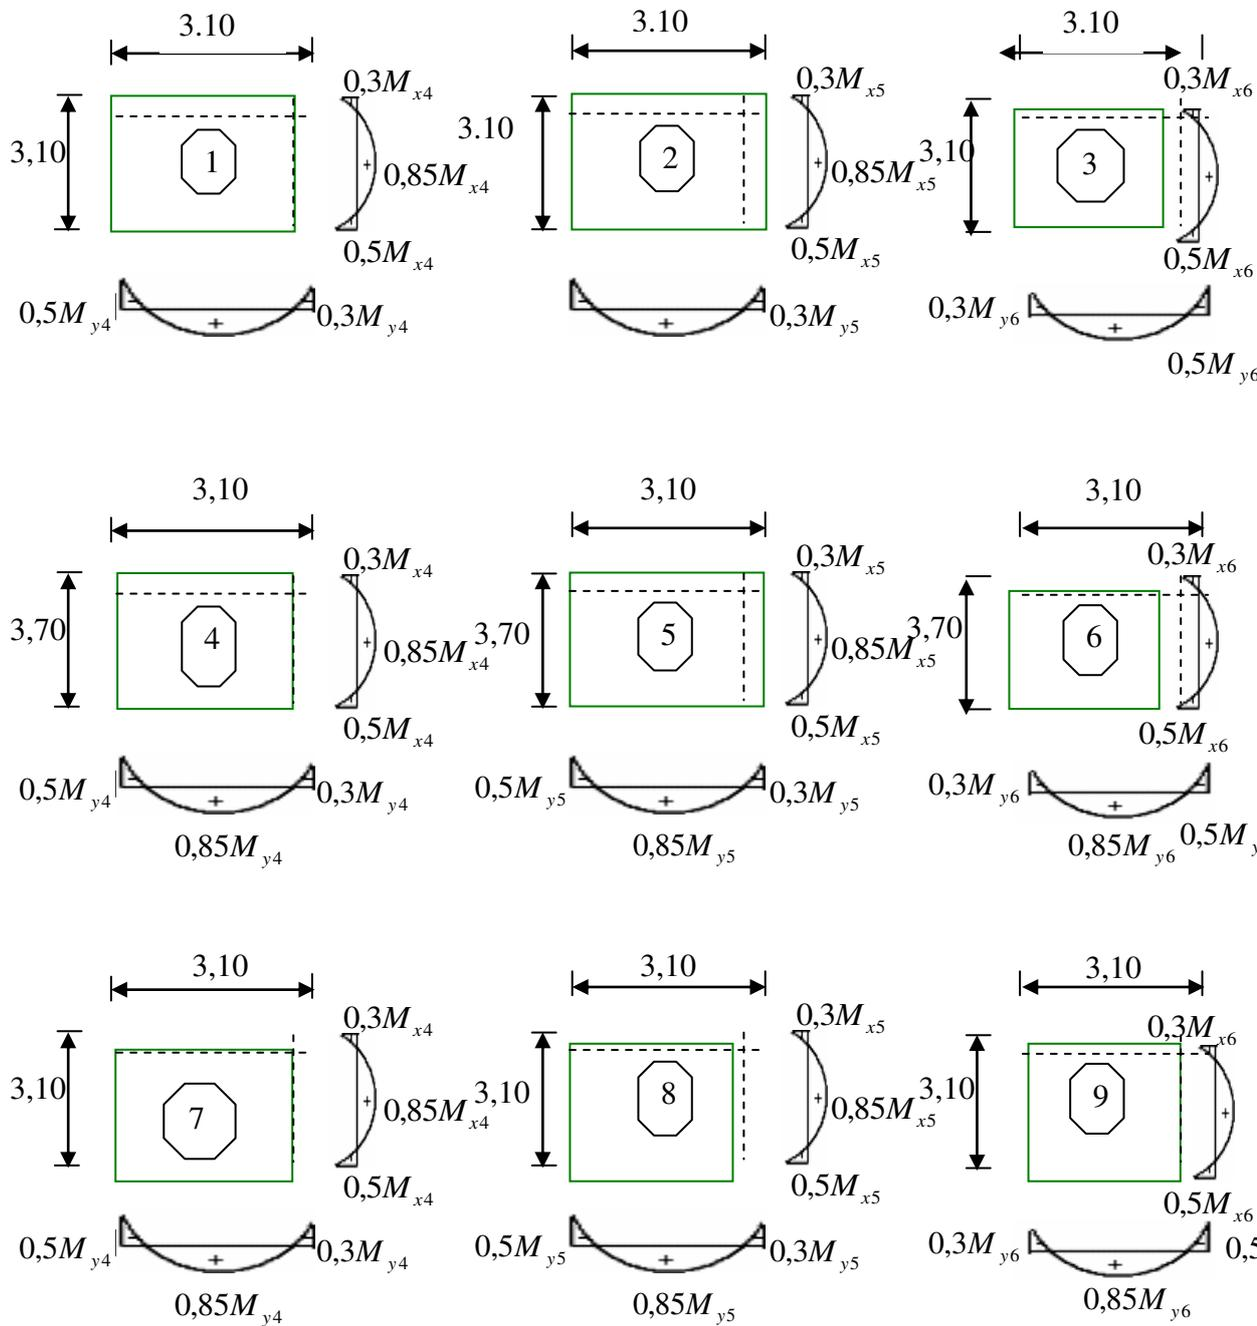 3.10 3.10 3.10
0,3M x4 0,3M x5 0,3M x6
3,10 1 0,85M x4 3.10 2 0,85M x5 3,10 3
0,5M x4 0,5M x5 0,5M x6
0,5M y4 0,3M y4 0,3M y5 0,3M y6
0,5M y6
3,10 3,10 3,10
0,3M x4 0,3M x5 0,3M x6
3,70 4 0,85M x4 3,70 5 0,85M x5 3,70 6
0,5M x4 0,5M x5 0,5M x6
0,5M y4 0,3M y4 0,5M y5 0,3M y5 0,3M y6
0,85M y4 0,85M y5 0,85M y6 0,5M y
3,10 3,10 3,10
0,3M x4 0,3M x5 0,3M x6
3,10 7 0,85M x4 3,10 8 0,85M x5 3,10 9
0,5M x4 0,5M x5 0,5M x6
0,5M y4 0,3M y4 0,5M y5 0,3M y5 0,3M y6
0,85M y4 0,85M y5 0,85M y6